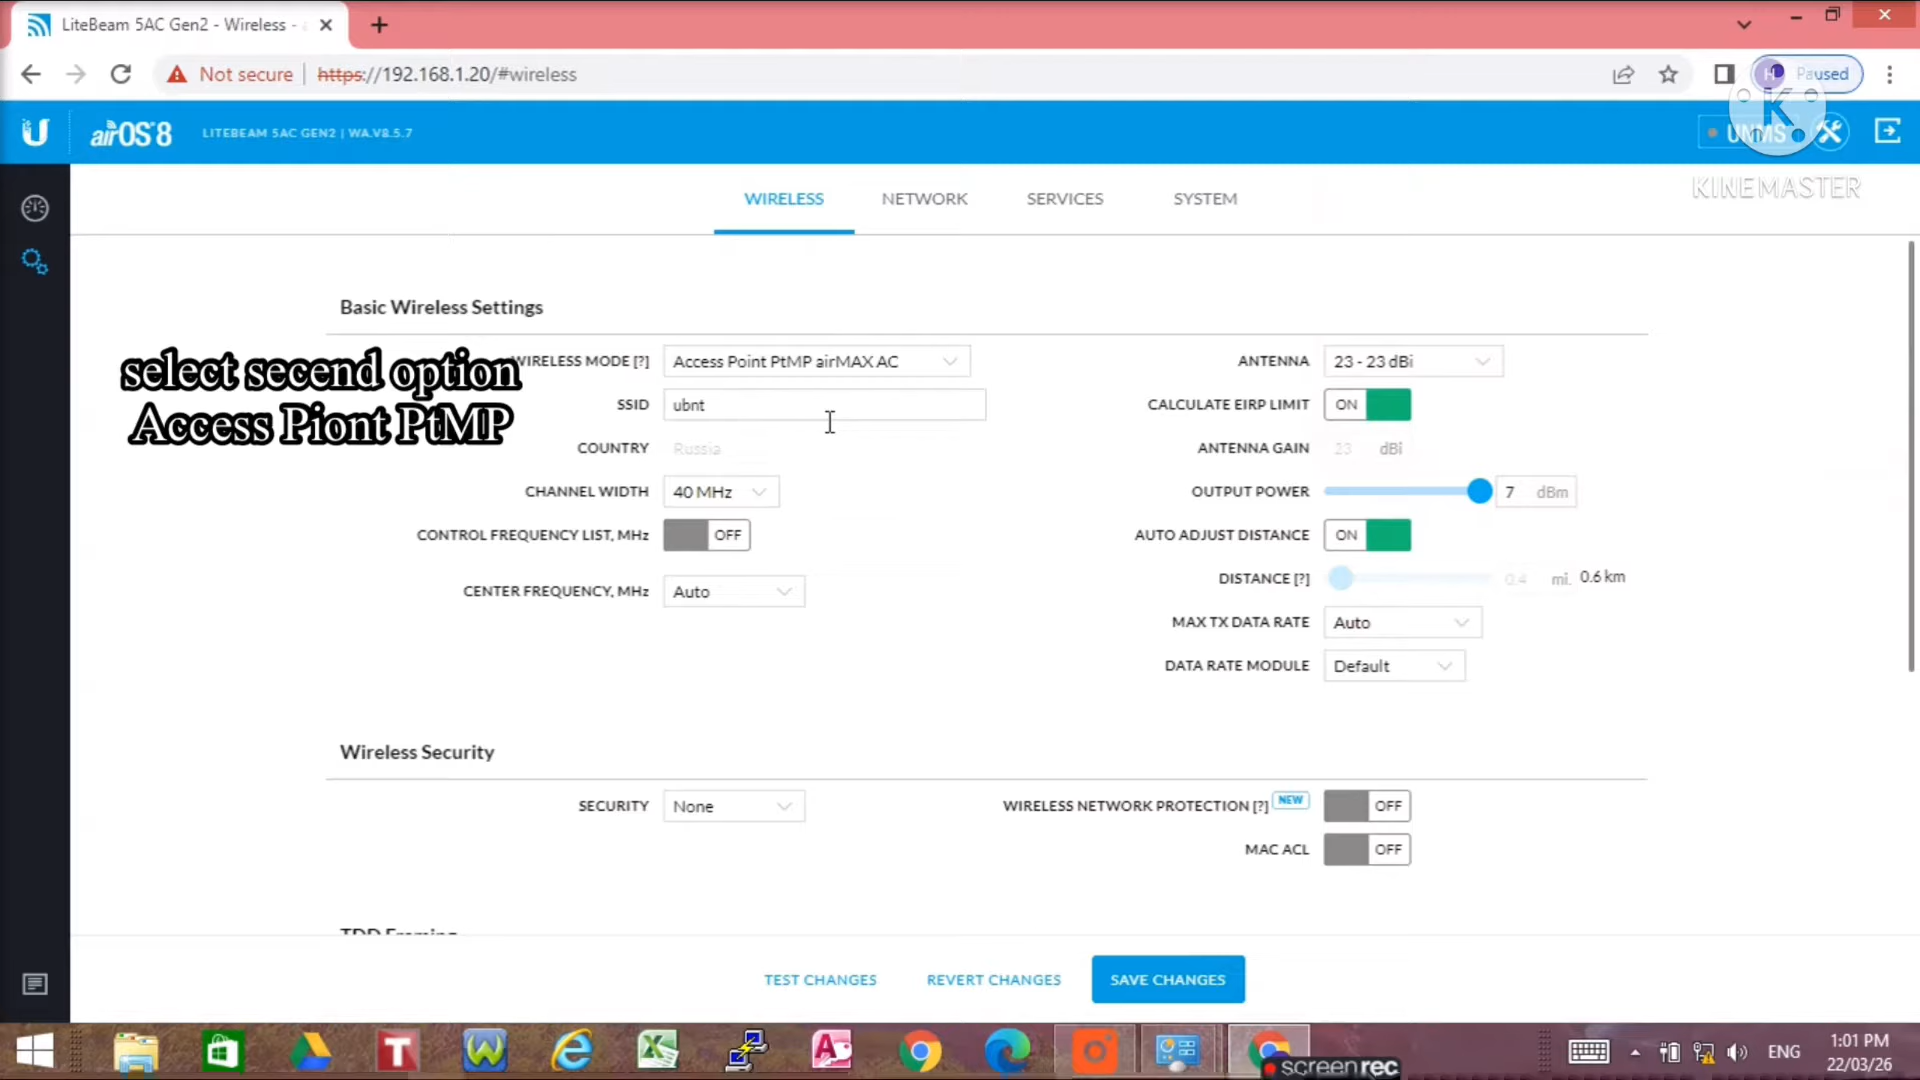 LiteBeam 5AC Gen2 - Wireless -
Not secure
https://192.168.1.20/#wireless
Paused
airOS 8
LITEBEAM 5AC GEN2 | WA.V8.5.7
UNMS
K
KINEMASTER
WIRELESS
NETWORK
SERVICES
SYSTEM
Basic Wireless Settings
select secend option
Access Piont PtMP
WIRELESS MODE [?]
Access Point PtMP airMAX AC
SSID
ubnt
COUNTRY
Russia
CHANNEL WIDTH
40 MHz
CONTROL FREQUENCY LIST, MHz
OFF
CENTER FREQUENCY, MHz
Auto
ANTENNA
23 - 23 dBi
CALCULATE EIRP LIMIT
ON
ANTENNA GAIN
23 dBi
OUTPUT POWER
7 dBm
AUTO ADJUST DISTANCE
ON
DISTANCE [?]
0.4 mi. 0.6 km
MAX TX DATA RATE
Auto
DATA RATE MODULE
Default
Wireless Security
SECURITY
None
WIRELESS NETWORK PROTECTION [?] NEW
OFF
MAC ACL
OFF
TDD Framing
TEST CHANGES
REVERT CHANGES
SAVE CHANGES
screenrec
ENG
1:01 PM
22/03/26